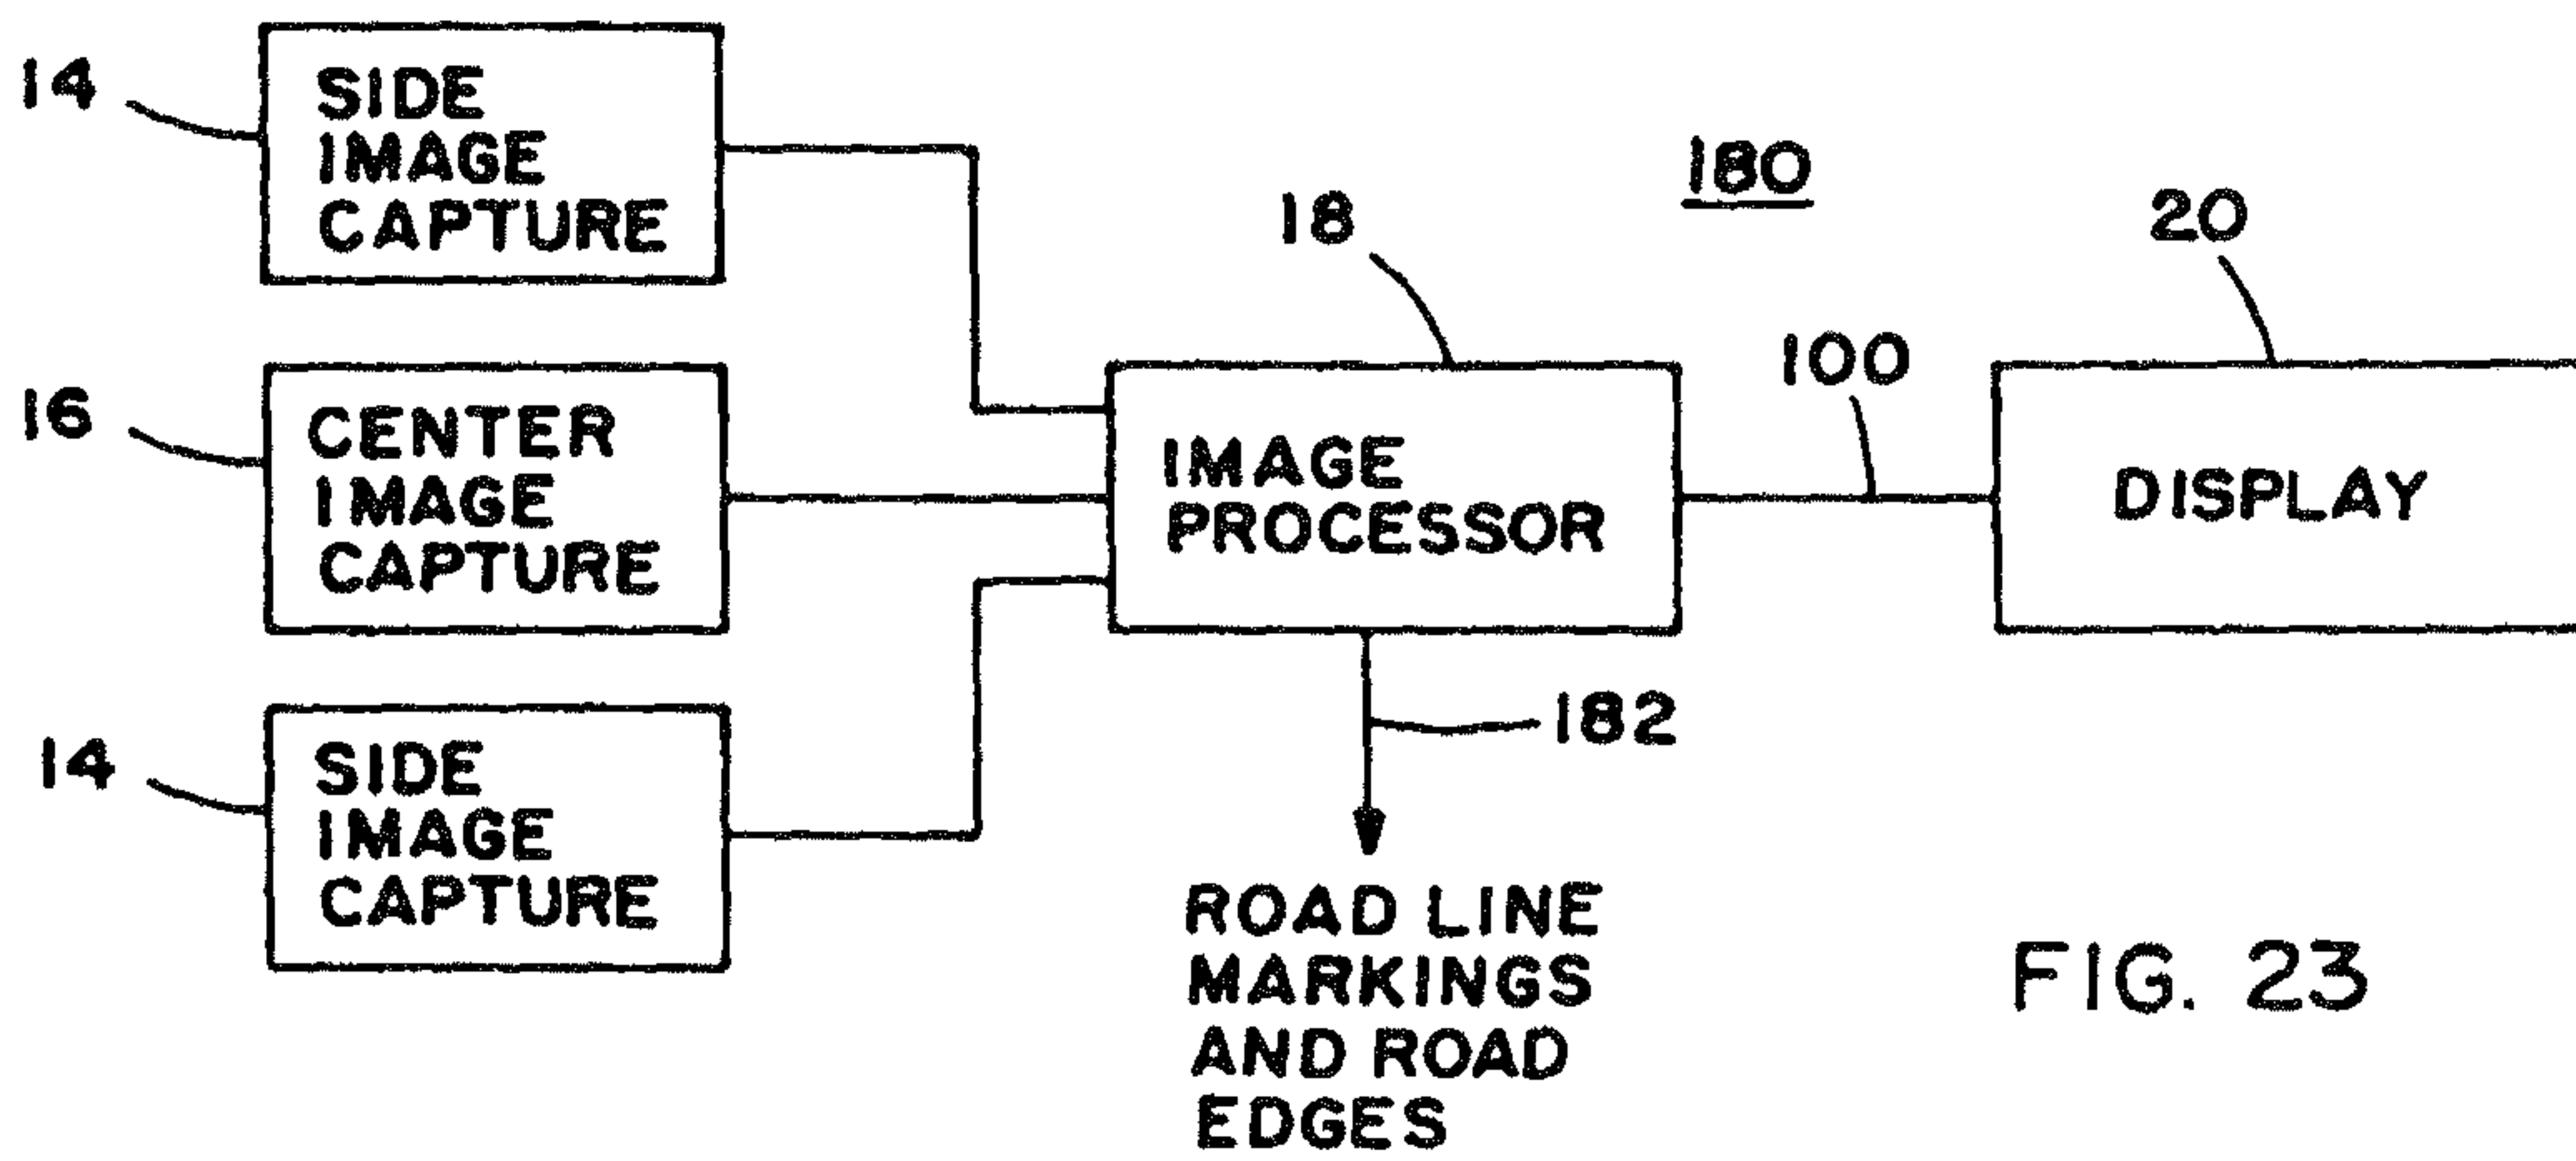 14
SIDE
IMAGE
CAPTURE
180
18
20
100
16
CENTER
IMAGE
CAPTURE
IMAGE
PROCESSOR
DISPLAY
14
SIDE
IMAGE
CAPTURE
182
ROAD LINE
MARKINGS
AND ROAD
EDGES
FIG. 23